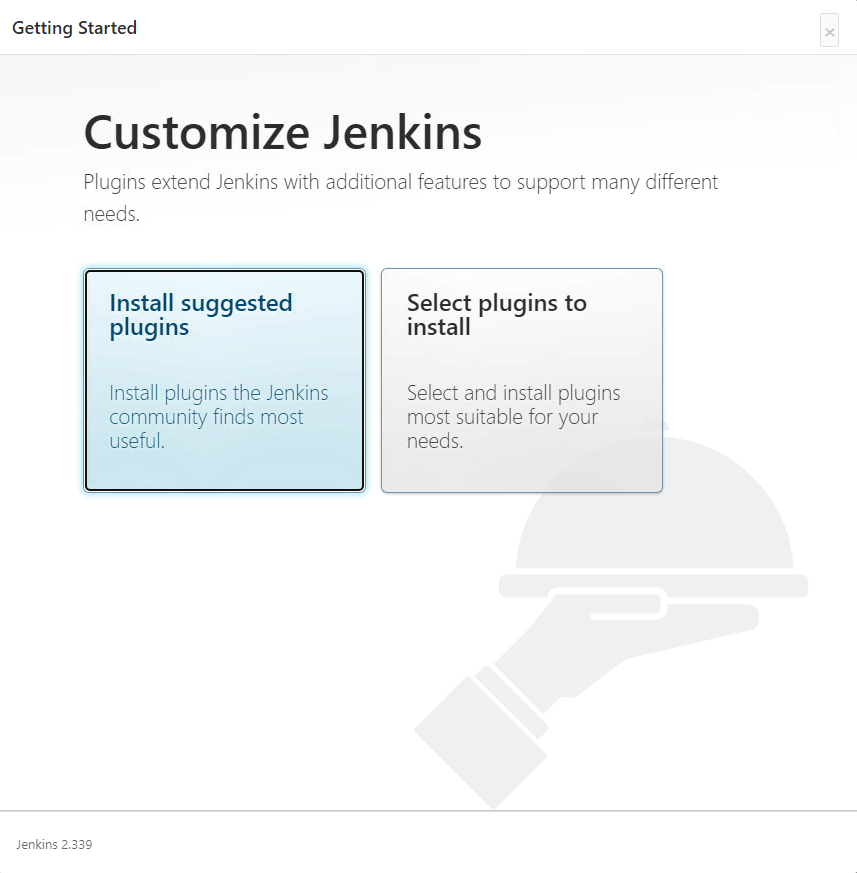 Getting Started
×
Customize Jenkins
Plugins extend Jenkins with additional features to support many different
needs.
Install suggested
plugins
Install plugins the Jenkins
community finds most
useful.
Select plugins to
install
Select and install plugins
most suitable for your
needs.
Jenkins 2.339